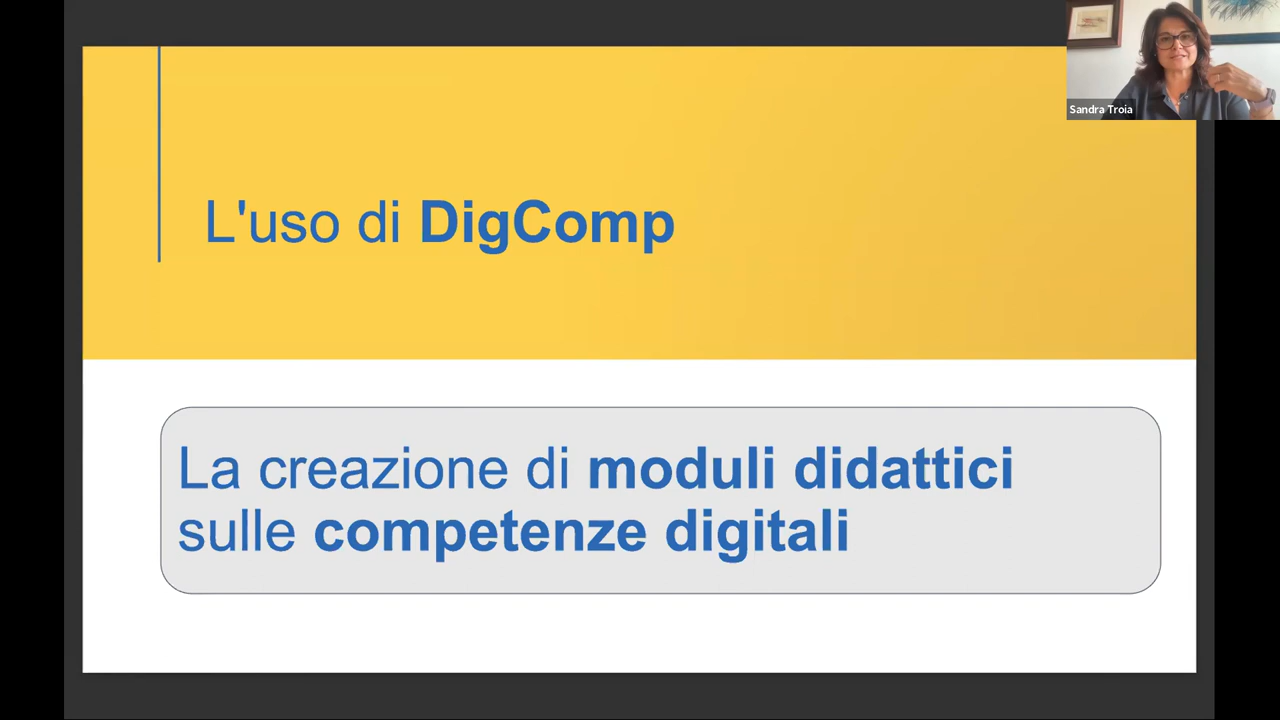 Sandra Troia
L'uso di DigComp
La creazione di moduli didattici
sulle competenze digitali